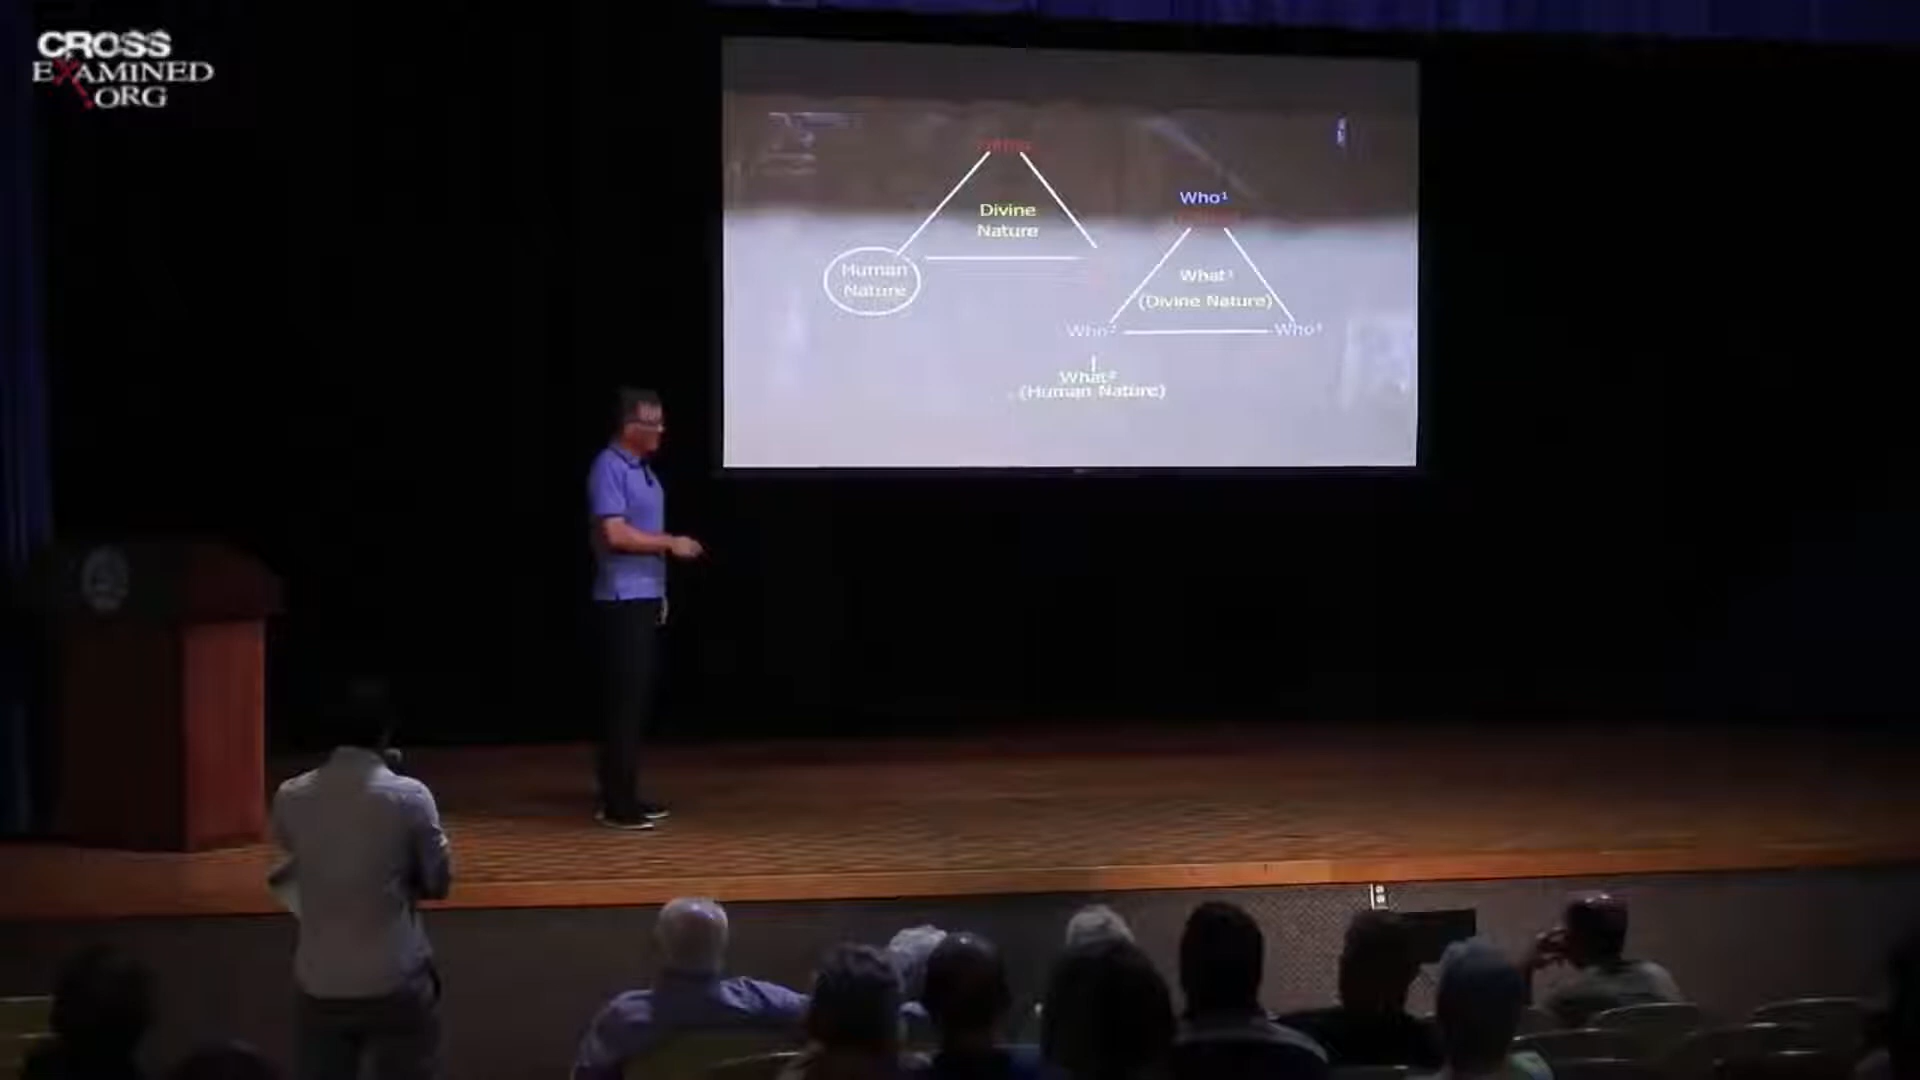 CROSS
EXAMINED
.ORG
Divine
Nature
Human
Nature
Who¹
What¹
(Divine Nature)
Who²
Who³
What²
(Human Nature)